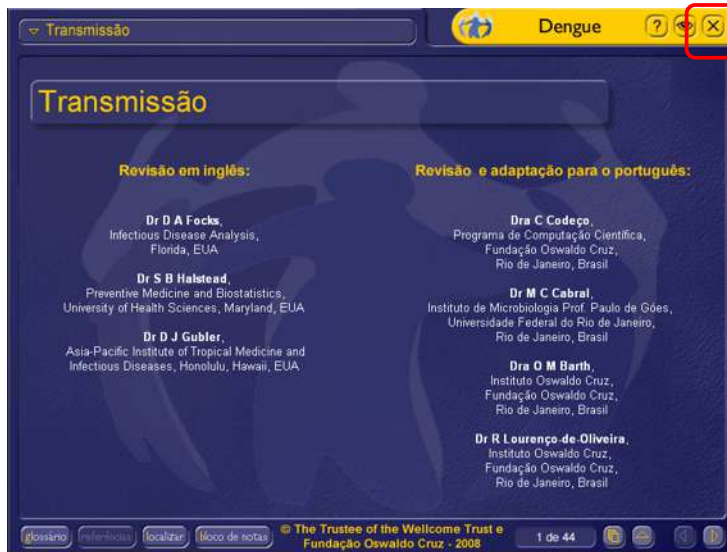 Transmissão
Dengue
?
Transmissão
Revisão em inglês:
Dr D A Focks,
Infectious Disease Analysis,
Florida, EUA
Dr S B Halstead,
Preventive Medicine and Biostatistics,
University of Health Sciences, Maryland, EUA
Dr D J Gubler,
Asia-Pacific Institute of Tropical Medicine and
Infectious Diseases, Honolulu, Hawaii, EUA
Revisão e adaptação para o português:
Dra C Codeço,
Programa de Computação Científica,
Fundação Oswaldo Cruz,
Rio de Janeiro, Brasil
Dr M C Cabral,
Instituto de Microbiologia Prof. Paulo de Góes,
Universidade Federal do Rio de Janeiro,
Rio de Janeiro, Brasil
Dra O M Barth,
Instituto Oswaldo Cruz,
Fundação Oswaldo Cruz,
Rio de Janeiro, Brasil
Dr R Lourenço-de-Oliveira,
Instituto Oswaldo Cruz,
Fundação Oswaldo Cruz,
Rio de Janeiro, Brasil
glossário referências localizar bloco de notas
© The Trustee of the Wellcome Trust e
Fundação Oswaldo Cruz - 2008
1 de 44